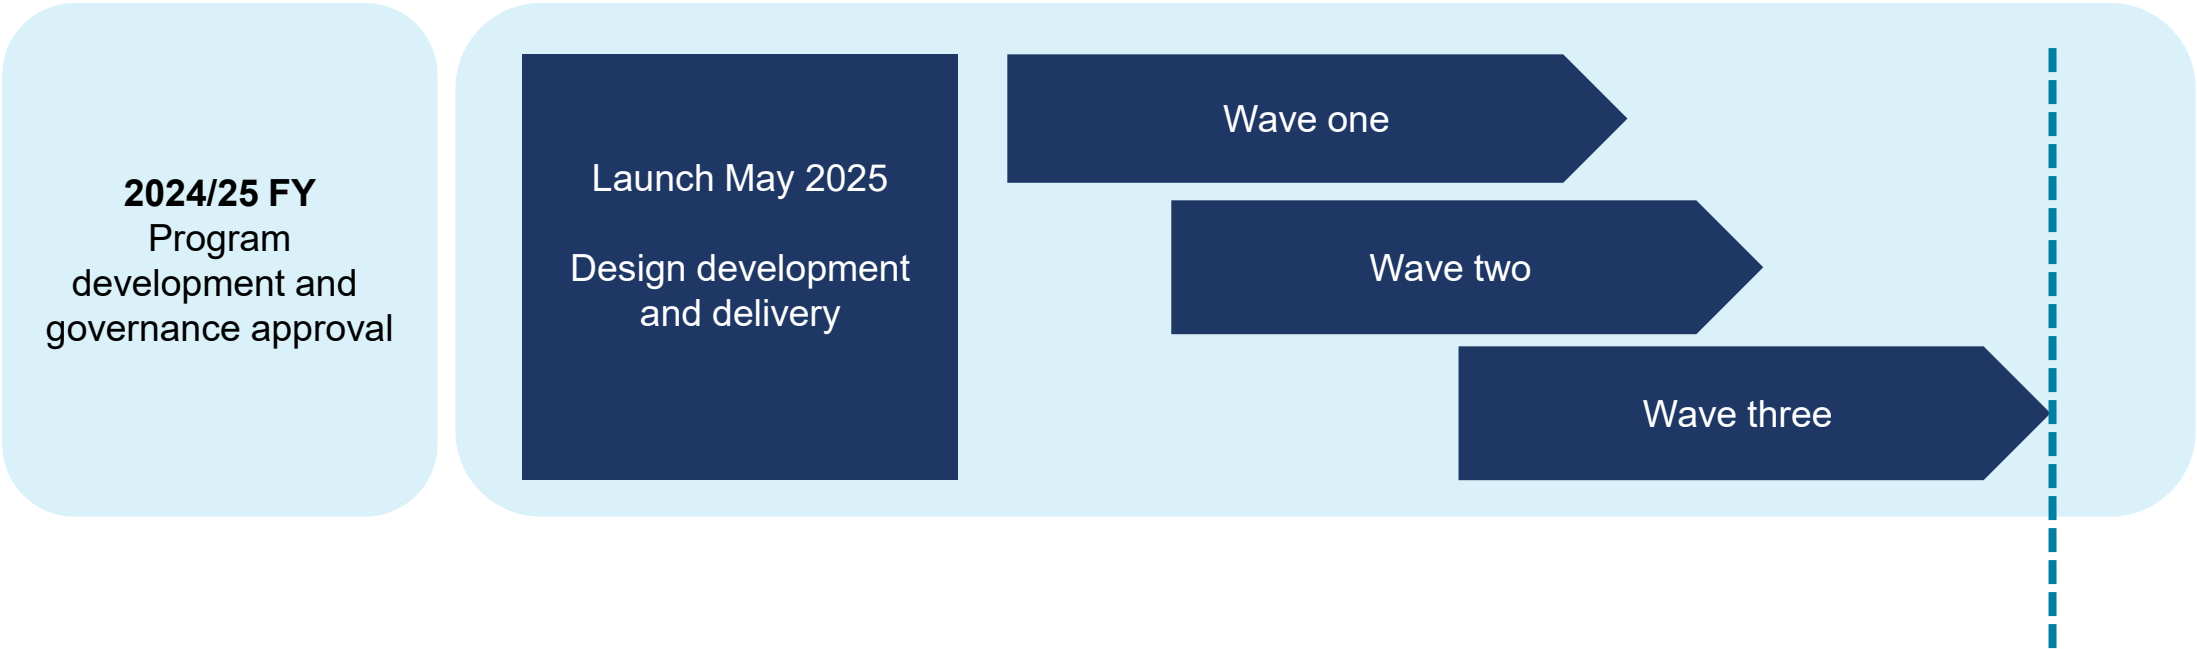 2024/25 FY
Program
development and
governance approval
Launch May 2025
Design development
and delivery
Wave one
Wave two
Wave three